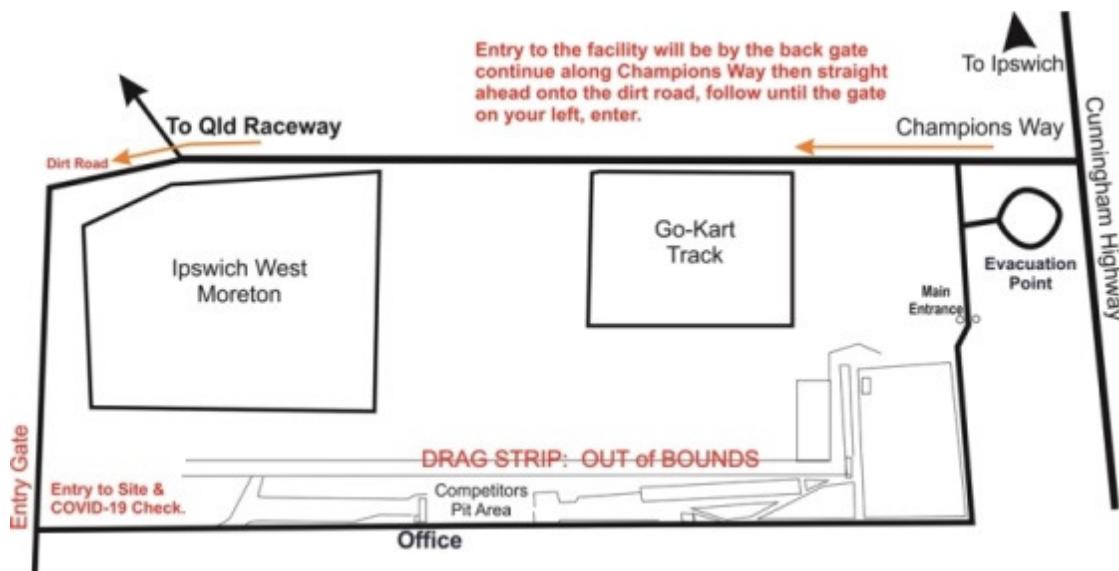 Entry to the facility will be by the back gate
continue along Champions Way then straight
ahead onto the dirt road, follow until the gate
on your left, enter.
To Ipswich
Cunningham Highway
Champions Way
To Qld Raceway
Dirt Road
Ipswich West
Moreton
Go-Kart
Track
Evacuation
Point
Main
Entrance
Entry Gate
DRAG STRIP: OUT of BOUNDS
Entry to Site &
COVID-19 Check.
Competitors
Pit Area
Office